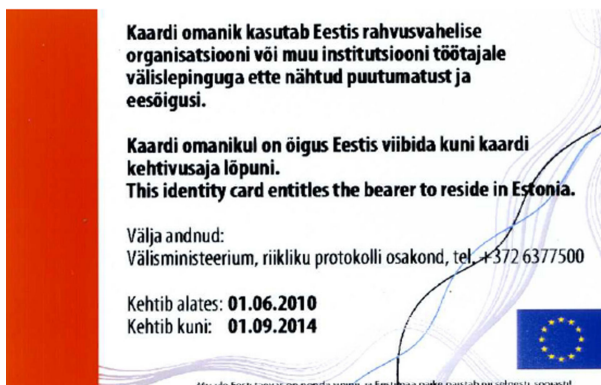 Kaardi omanik kasutab Eestis rahvusvahelise
organisatsiooni või muu institutsiooni töötajale
välislepinguga ette nähtud puutumatust ja
eesõigusi.
Kaardi omanikul on õigus Eestis viibida kuni kaardi
kehtivusaja lõpuni.
This identity card entitles the bearer to reside in Estonia.
Välja andnud:
Välisministeerium, riikliku protokolli osakond, tel. +372 6377500
Kehtib alates: 01.06.2010
Kehtib kuni: 01.09.2014